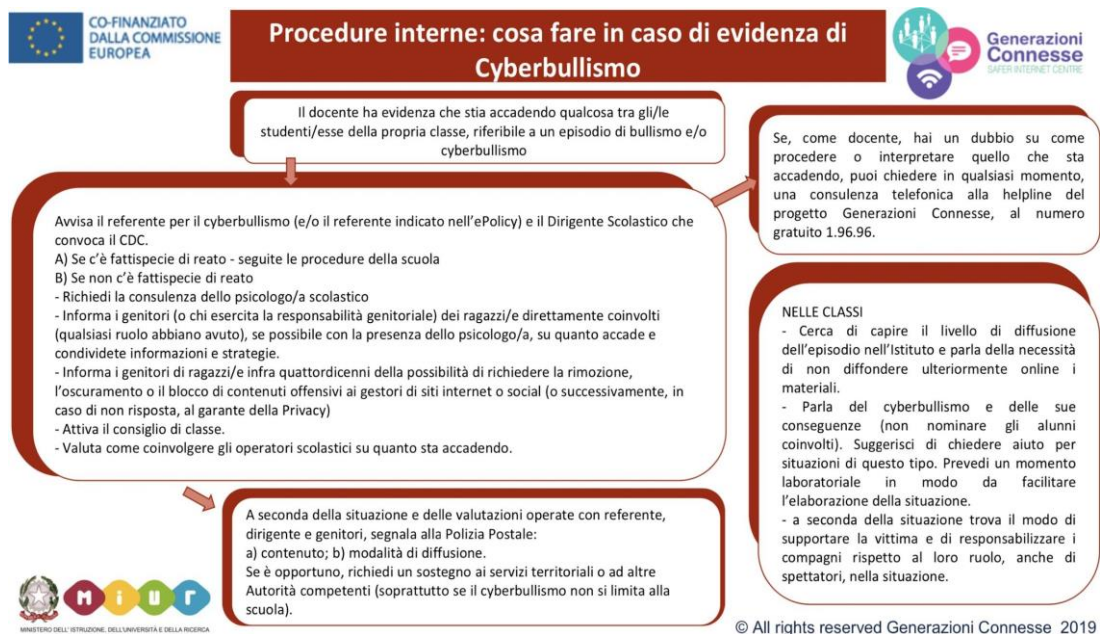 CO-FINANZIATO
DALLA COMMISSIONE
EUROPEA
Procedure interne: cosa fare in caso di evidenza di
Cyberbullismo
Generazioni
Connesse
SAFER INTERNET CENTRE
Il docente ha evidenza che stia accadendo qualcosa tra gli/le
studenti/esse della propria classe, riferibile a un episodio di bullismo e/o
cyberbullismo
Se, come docente, hai un dubbio su come
procedere o interpretare quello che sta
accadendo, puoi chiedere in qualsiasi momento,
una consulenza telefonica alla helpline del
progetto Generazioni Connesse, al numero
gratuito 1.96.96.
Avvisa il referente per il cyberbullismo (e/o il referente indicato nell'ePolicy) e il Dirigente Scolastico che
convoca il CDC.
A) Se c'è fattispecie di reato - seguite le procedure della scuola
B) Se non c'è fattispecie di reato
- Richiedi la consulenza dello psicologo/a scolastico
- Informa i genitori (o chi esercita la responsabilità genitoriale) dei ragazzi/e direttamente coinvolti
(qualsiasi ruolo abbiano avuto), se possibile con la presenza dello psicologo/a, su quanto accade e
condividete informazioni e strategie.
- Informa i genitori di ragazzi/e infra quattordicenni della possibilità di richiedere la rimozione,
l'oscuramento o il blocco di contenuti offensivi ai gestori di siti internet o social (o successivamente, in
caso di non risposta, al garante della Privacy)
- Attiva il consiglio di classe.
- Valuta come coinvolgere gli operatori scolastici su quanto sta accadendo.
NELLE CLASSI
- Cerca di capire il livello di diffusione
dell'episodio nell'Istituto e parla della necessità
di non diffondere ulteriormente online i
materiali.
- Parla del cyberbullismo e delle sue
conseguenze (non nominare gli alunni
coinvolti). Suggerisci di chiedere aiuto per
situazioni di questo tipo. Prevedi un momento
laboratoriale in modo da facilitare
l'elaborazione della situazione.
- a seconda della situazione trova il modo di
supportare la vittima e di responsabilizzare i
compagni rispetto al loro ruolo, anche di
spettatori, nella situazione.
A seconda della situazione e delle valutazioni operate con referente,
dirigente e genitori, segnala alla Polizia Postale:
a) contenuto; b) modalità di diffusione.
Se è opportuno, richiedi un sostegno ai servizi territoriali o ad altre
Autorità competenti (soprattutto se il cyberbullismo non si limita alla
scuola).
miur
MINISTERO DELL' ISTRUZIONE, DELL'UNIVERSITÀ E DELLA RICERCA
© All rights reserved Generazioni Connesse 2019